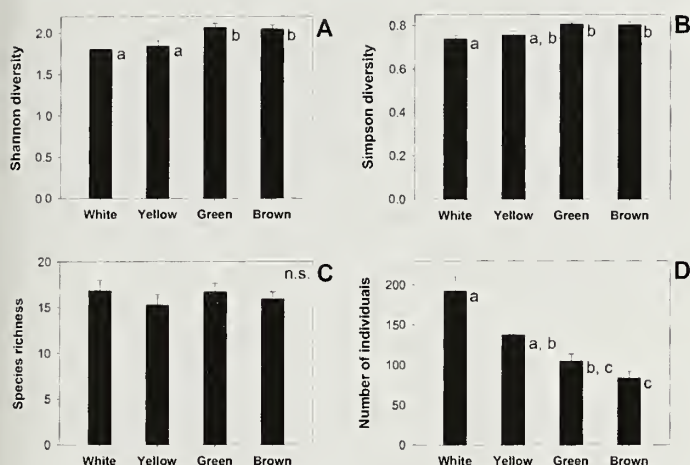 A
Shannon diversity
2.0
1.5
1.0
0.5
0.0
a
a
b
b
White Yellow Green Brown
B
Simpson diversity
0.8
0.6
0.4
0.2
0.0
a
a, b
b
b
White Yellow Green Brown
C
n.s.
Species richness
20
15
10
5
0
White Yellow Green Brown
D
Number of individuals
200
150
100
50
0
a
a, b
b, c
c
White Yellow Green Brown